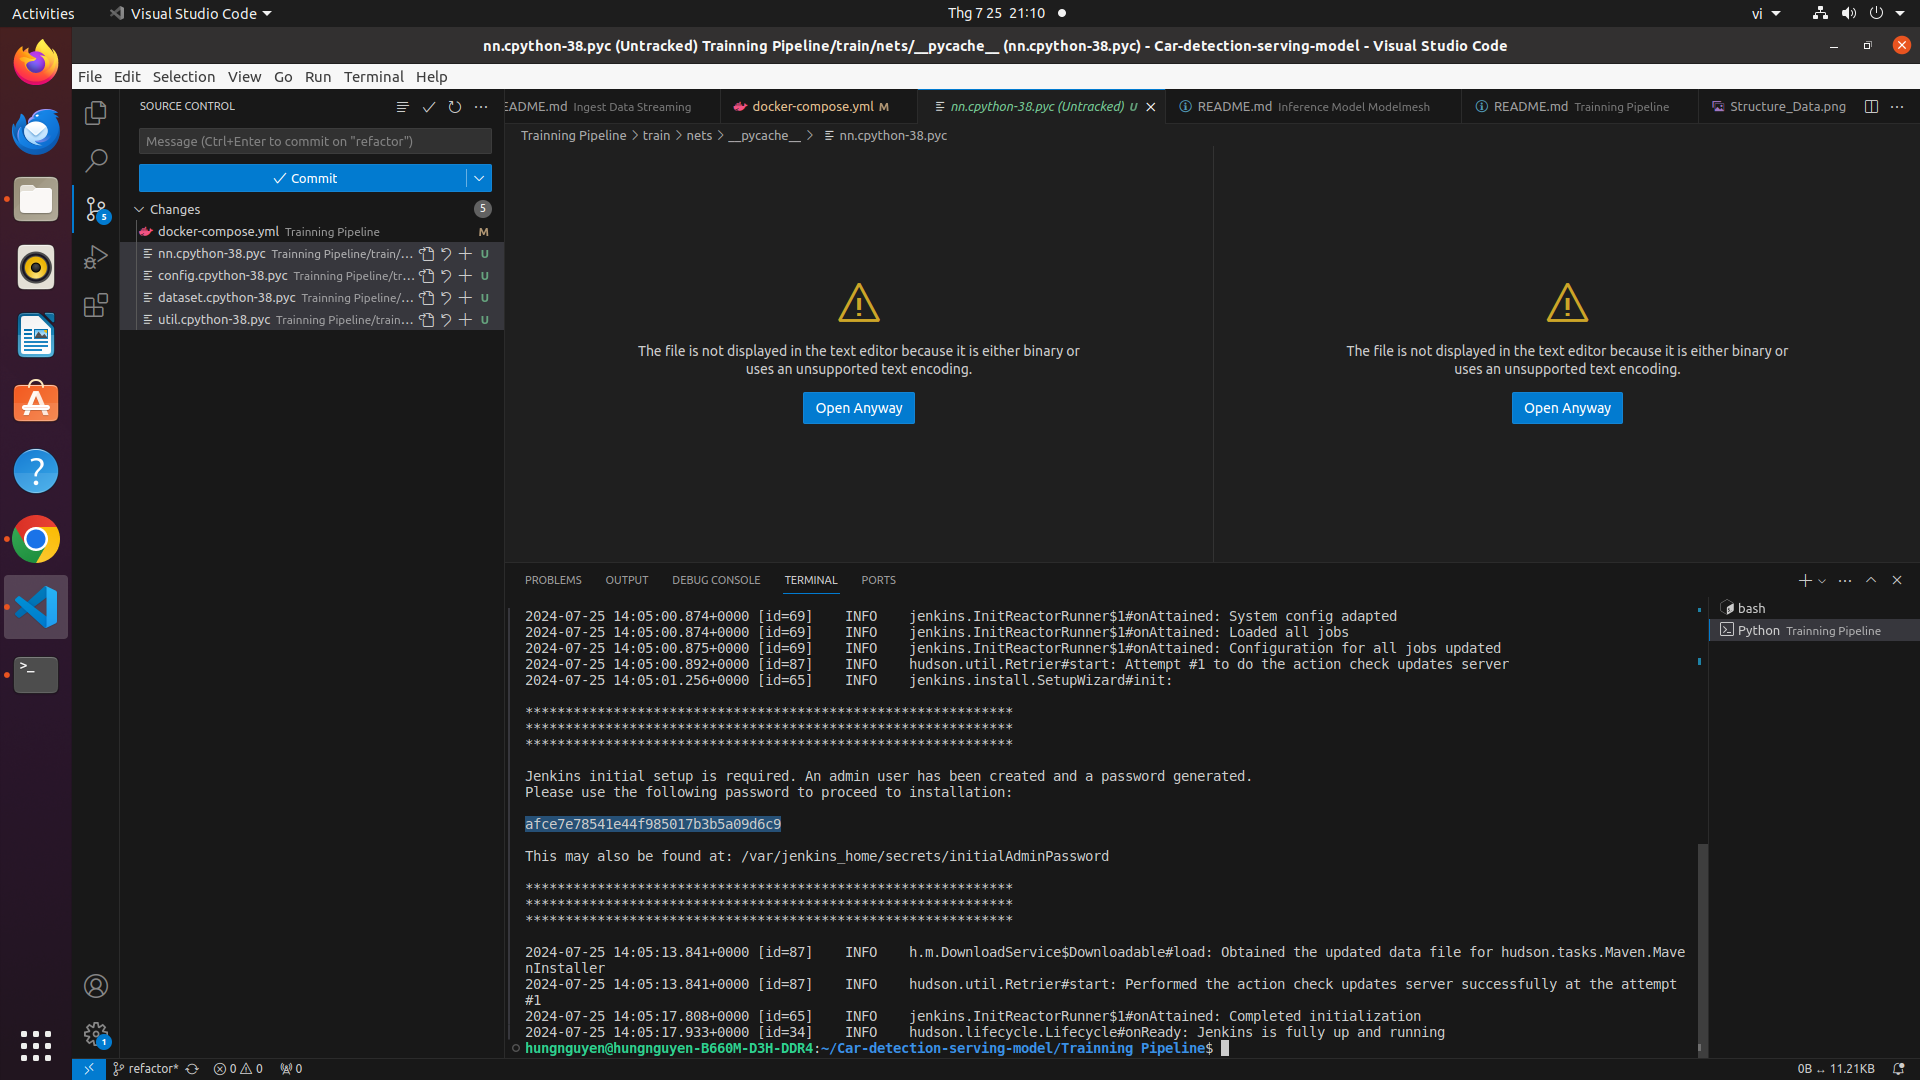 Activities
Visual Studio Code
Thg 7 25 21:10
vi
nn.cpython-38.pyc (Untracked) Trainning Pipeline/train/nets/__pycache__ (nn.cpython-38.pyc) - Car-detection-serving-model - Visual Studio Code
File Edit Selection View Go Run Terminal Help
SOURCE CONTROL
EADME.md Ingest Data Streaming
docker-compose.yml M
nn.cpython-38.pyc (Untracked) U
README.md Inference Model Modelmesh
README.md Trainning Pipeline
Structure_Data.png
Trainning Pipeline > train > nets > __pycache__ > nn.cpython-38.pyc
Message (Ctrl+Enter to commit on "refactor")
Commit
Changes 5
docker-compose.yml Trainning Pipeline M
nn.cpython-38.pyc Trainning Pipeline/train/... U
config.cpython-38.pyc Trainning Pipeline/tr... U
dataset.cpython-38.pyc Trainning Pipeline/... U
util.cpython-38.pyc Trainning Pipeline/train... U
5
The file is not displayed in the text editor because it is either binary or
uses an unsupported text encoding.
Open Anyway
The file is not displayed in the text editor because it is either binary or
uses an unsupported text encoding.
Open Anyway
PROBLEMS OUTPUT DEBUG CONSOLE TERMINAL PORTS
bash
Python Trainning Pipeline
2024-07-25 14:05:00.874+0000 [id=69] INFO jenkins.InitReactorRunner$1#onAttained: System config adapted
2024-07-25 14:05:00.874+0000 [id=69] INFO jenkins.InitReactorRunner$1#onAttained: Loaded all jobs
2024-07-25 14:05:00.875+0000 [id=69] INFO jenkins.InitReactorRunner$1#onAttained: Configuration for all jobs updated
2024-07-25 14:05:00.892+0000 [id=87] INFO hudson.util.Retrier#start: Attempt #1 to do the action check updates server
2024-07-25 14:05:01.256+0000 [id=65] INFO jenkins.install.SetupWizard#init:
*************************************************************
*************************************************************
*************************************************************
Jenkins initial setup is required. An admin user has been created and a password generated.
Please use the following password to proceed to installation:
afce7e78541e44f985017b3b5a09d6c9
This may also be found at: /var/jenkins_home/secrets/initialAdminPassword
*************************************************************
*************************************************************
*************************************************************
2024-07-25 14:05:13.841+0000 [id=87] INFO h.m.DownloadService$Downloadable#load: Obtained the updated data file for hudson.tasks.Maven.Mave
nInstaller
2024-07-25 14:05:13.841+0000 [id=87] INFO hudson.util.Retrier#start: Performed the action check updates server successfully at the attempt
#1
2024-07-25 14:05:17.808+0000 [id=65] INFO jenkins.InitReactorRunner$1#onAttained: Completed initialization
2024-07-25 14:05:17.933+0000 [id=34] INFO hudson.lifecycle.Lifecycle#onReady: Jenkins is fully up and running
hungnguyen@hungnguyen-B660M-D3H-DDR4:~/Car-detection-serving-model/Trainning Pipeline$
1
refactor* 0 0 0
0B ↔ 11.21KB